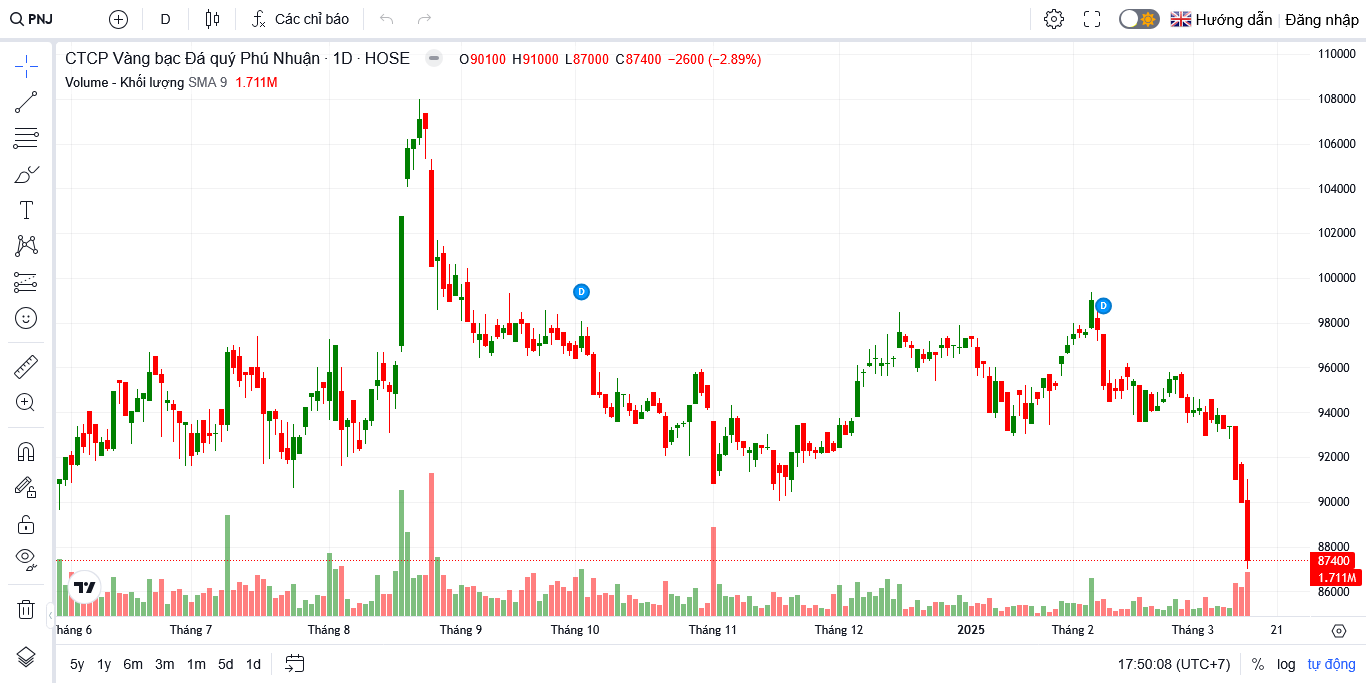 PNJ D Các chỉ báo Hướng dẫn Đăng nhập
CTCP Vàng bạc Đá quý Phú Nhuận · 1D · HOSE O90100 H91000 L87000 C87400 −2600 (−2.89%)
Volume - Khối lượng SMA 9 1.711M
110000
108000
106000
104000
102000
100000
D
D
98000
96000
94000
92000
90000
88000
87400
1.711M
86000
háng 6 Tháng 7 Tháng 8 Tháng 9 Tháng 10 Tháng 11 Tháng 12 2025 Tháng 2 Tháng 3 21
5y 1y 6m 3m 1m 5d 1d 17:50:08 (UTC+7) % log tự động